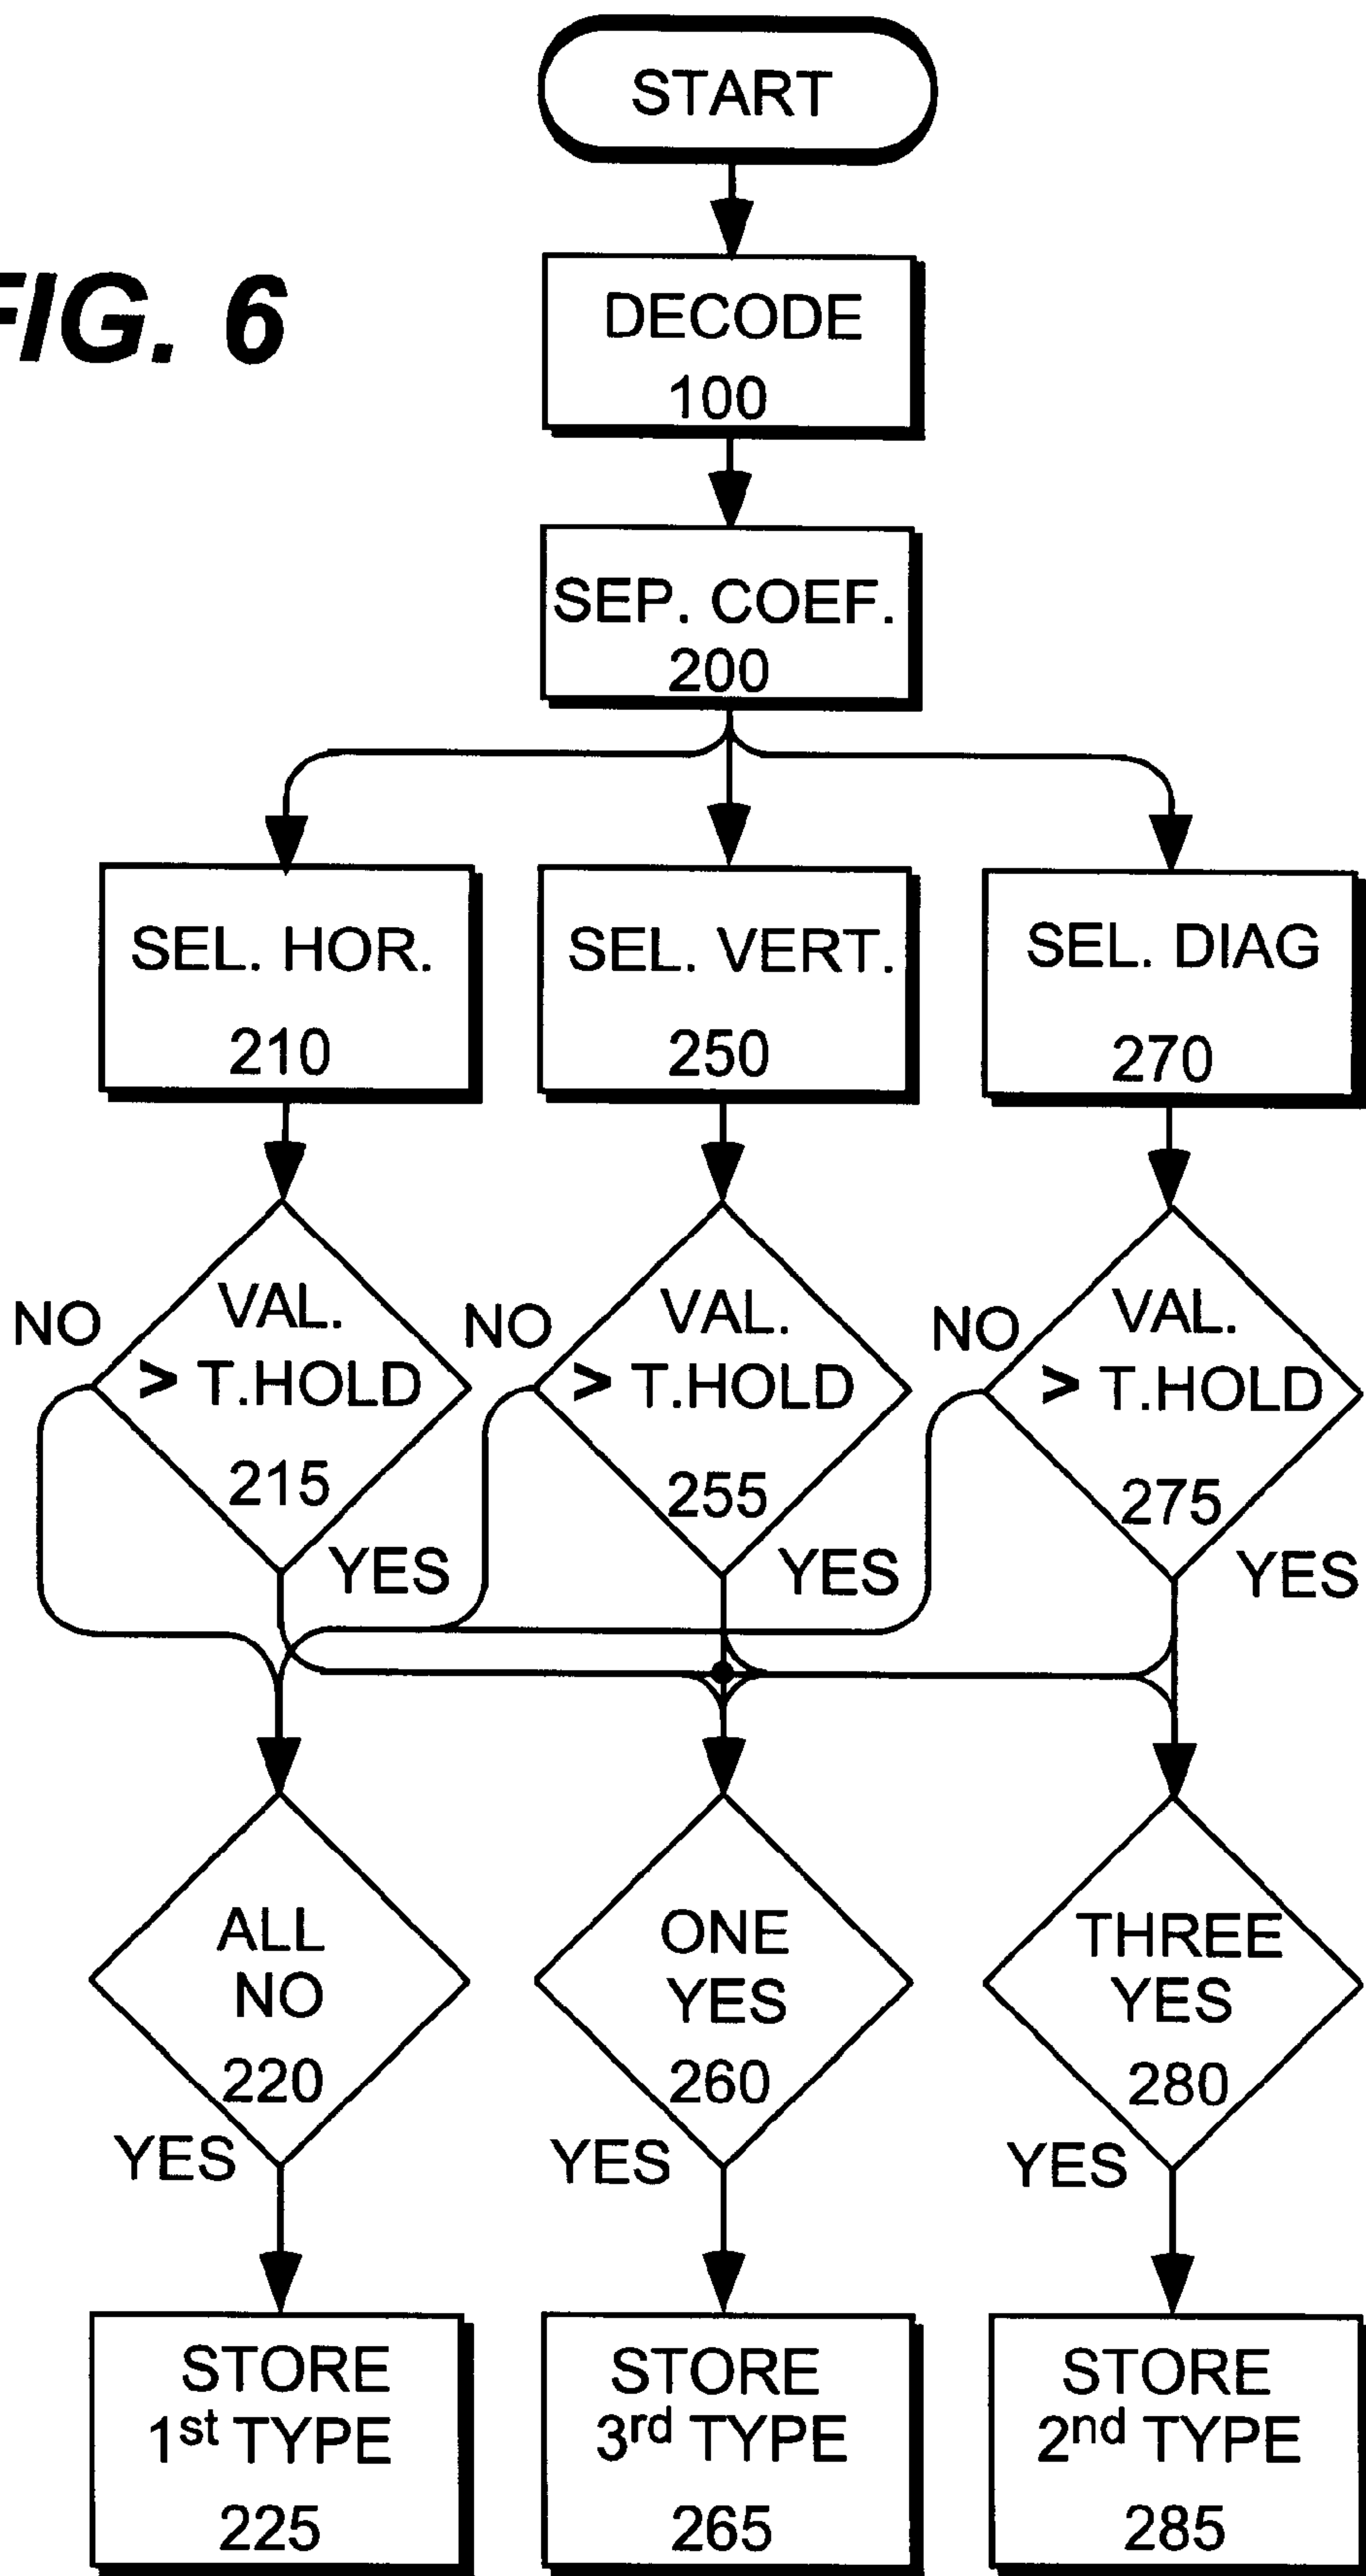 START
FIG. 6
DECODE
100
SEP. COEF.
200
SEL. HOR.
210
SEL. VERT.
250
SEL. DIAG
270
NO
VAL.
> T.HOLD
215
YES
NO
VAL.
> T.HOLD
255
YES
NO
VAL.
> T.HOLD
275
YES
ALL
NO
220
YES
ONE
YES
260
YES
THREE
YES
280
YES
STORE
1st TYPE
225
STORE
3rd TYPE
265
STORE
2nd TYPE
285